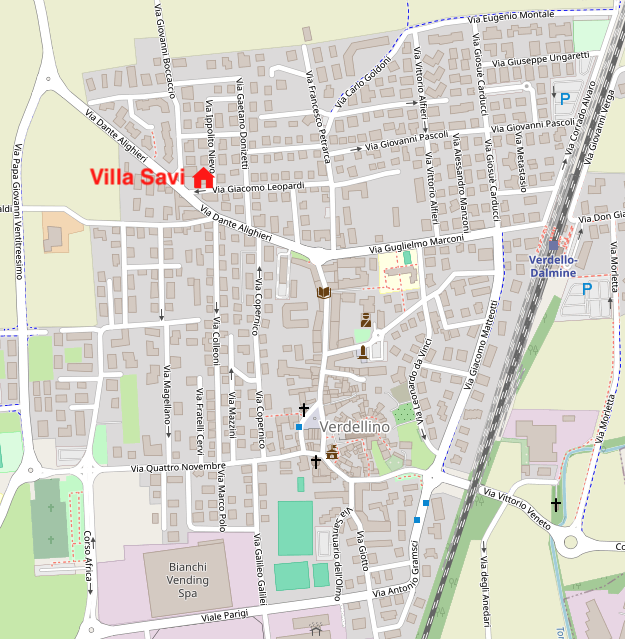 Via Eugenio Montale
Via Giovanni Boccaccio
Via Carlo Goldoni
Via Vittorio Alfieri
Via Giosuè Carducci
Via Giuseppe Ungaretti
Via Francesco Petrarca
Via Corrado Alvaro
Via Giovanni Verga
P
Via Dante Alighieri
Via Ippolito Nievo
Via Gaetano Donizetti
Via Giovanni Pascoli
Via Giovanni Pascoli
Via Metastasio
Via Alessandro Manzoni
Via Giosuè Carducci
Via Vittorio Alfieri
Via Papa Giovanni Ventitreesimo
Villa Savi
Via Giacomo Leopardi
aldi
Via Dante Alighieri
Via Guglielmo Marconi
Via Don Gia
Verdello-
Dalmine
P
Via Morletta
Via Copernico
Via Colleoni
Via Giacomo Matteotti
Via Leonardo da Vinci
Via Magellano
Via Fratelli Cervi
Via Mazzini
Via Copernico
Via Morletta
Verdellino
Via Quattro Novembre
Via Marco Polo
Via Vittorio Veneto
Via Santuario dell'Olmo
Via Giotto
Via Galileo Galilei
Corso Africa
Bianchi
Vending
Spa
Via Antonio Gramsci
Via degli Anedari
Co
To
Viale Parigi